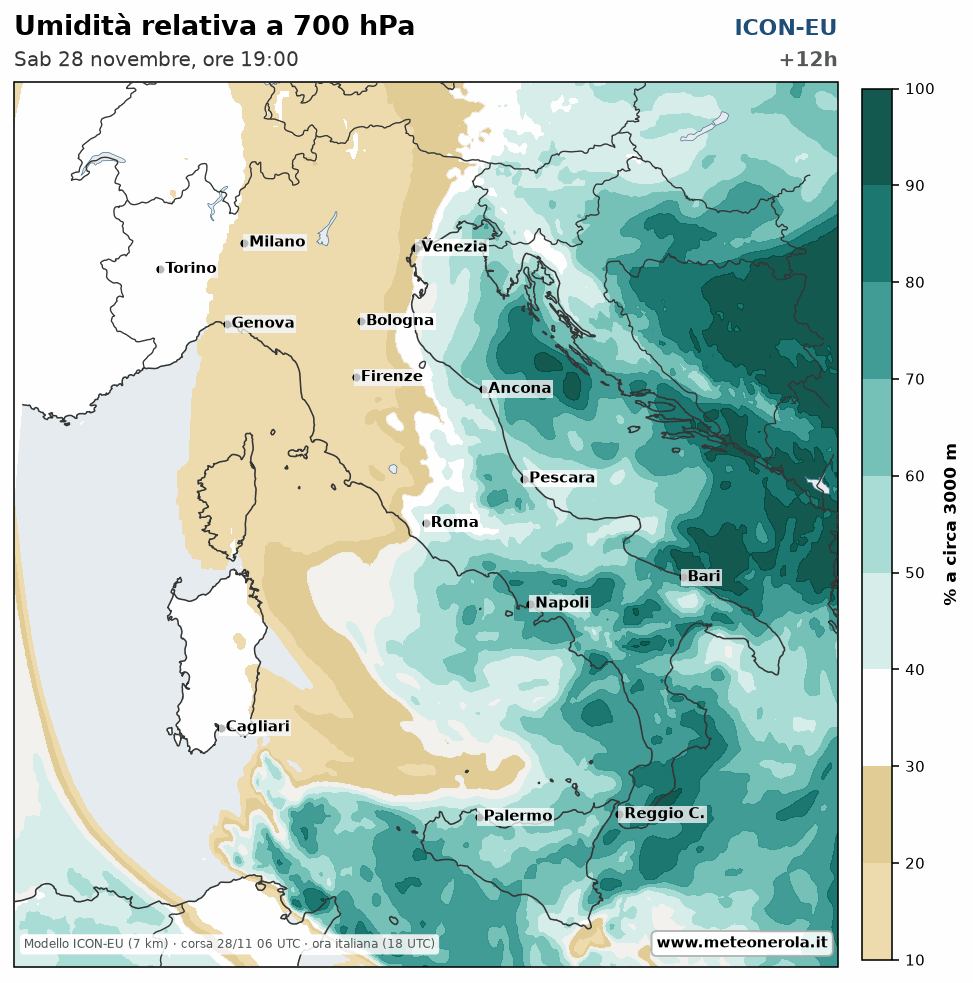 Umidità relativa a 700 hPa
ICON-EU
Sab 28 novembre, ore 19:00
+12h
100
90
80
70
60
50
40
30
20
10
% a circa 3000 m
Milano
Venezia
Torino
Genova
Bologna
Firenze
Ancona
Pescara
Roma
Bari
Napoli
Cagliari
Palermo
Reggio C.
Modello ICON-EU (7 km) · corsa 28/11 06 UTC · ora italiana (18 UTC)
www.meteonerola.it